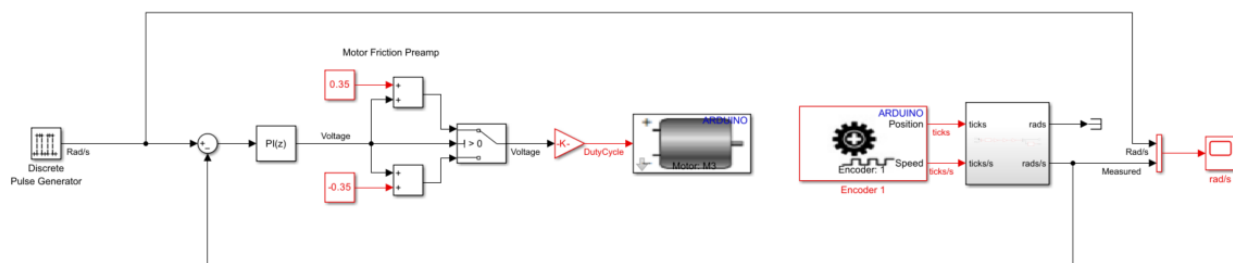 Motor Friction Preamp
0.35
+
+
Rad/s
Discrete
Pulse Generator
+
-
PI(z)
Voltage
-0.35
+
+
> 0
Voltage
-K-
DutyCycle
ARDUINO
Motor: M3
ARDUINO
Position
Speed
Encoder: 1
Encoder 1
ticks
ticks/s
ticks
ticks/s
rads
rads/s
Rad/s
Measured
rad/s